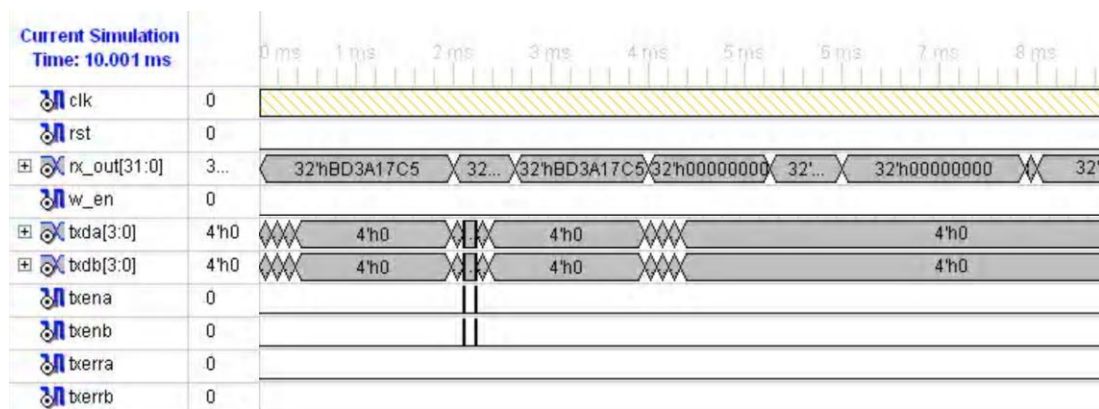 Current Simulation
Time: 10.001 ms
0 ms 1 ms 2 ms 3 ms 4 ms 5 ms 6 ms 7 ms 8 ms
clk 0
rst 0
rx_out[31:0] 3... 32'hBD3A17C5 32... 32'hBD3A17C5 32'h00000000 32'... 32'h00000000 32'
w_en 0
txda[3:0] 4'h0 4'h0 ... 4'h0 4'h0
txdb[3:0] 4'h0 4'h0 ... 4'h0 4'h0
txena 0
txenb 0
txerra 0
txerrb 0